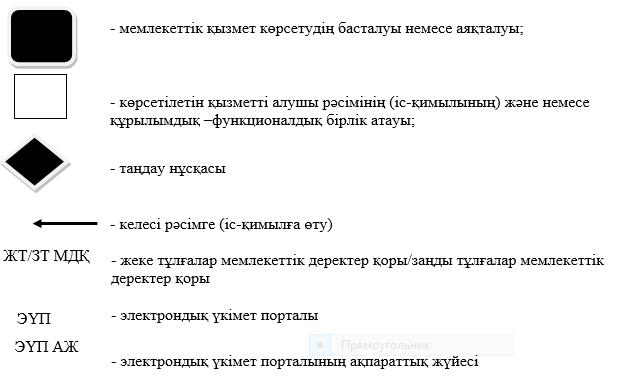 - мемлекеттік қызмет көрсетудің басталуы немесе аяқталуы;
- көрсетілетін қызметті алушы рәсімінің (іс-қимылының) және немесе
құрылымдық –функционалдық бірлік атауы;
- таңдау нұсқасы
- келесі рәсімге (іс-қимылға өту)
ЖТ/ЗТ МДҚ - жеке тұлғалар мемлекеттік деректер қоры/заңды тұлғалар мемлекеттік
деректер қоры
ЭҮП - электрондық үкімет порталы
Прямоугольник
ЭҮП АЖ - электрондық үкімет порталының ақпараттық жүйесі